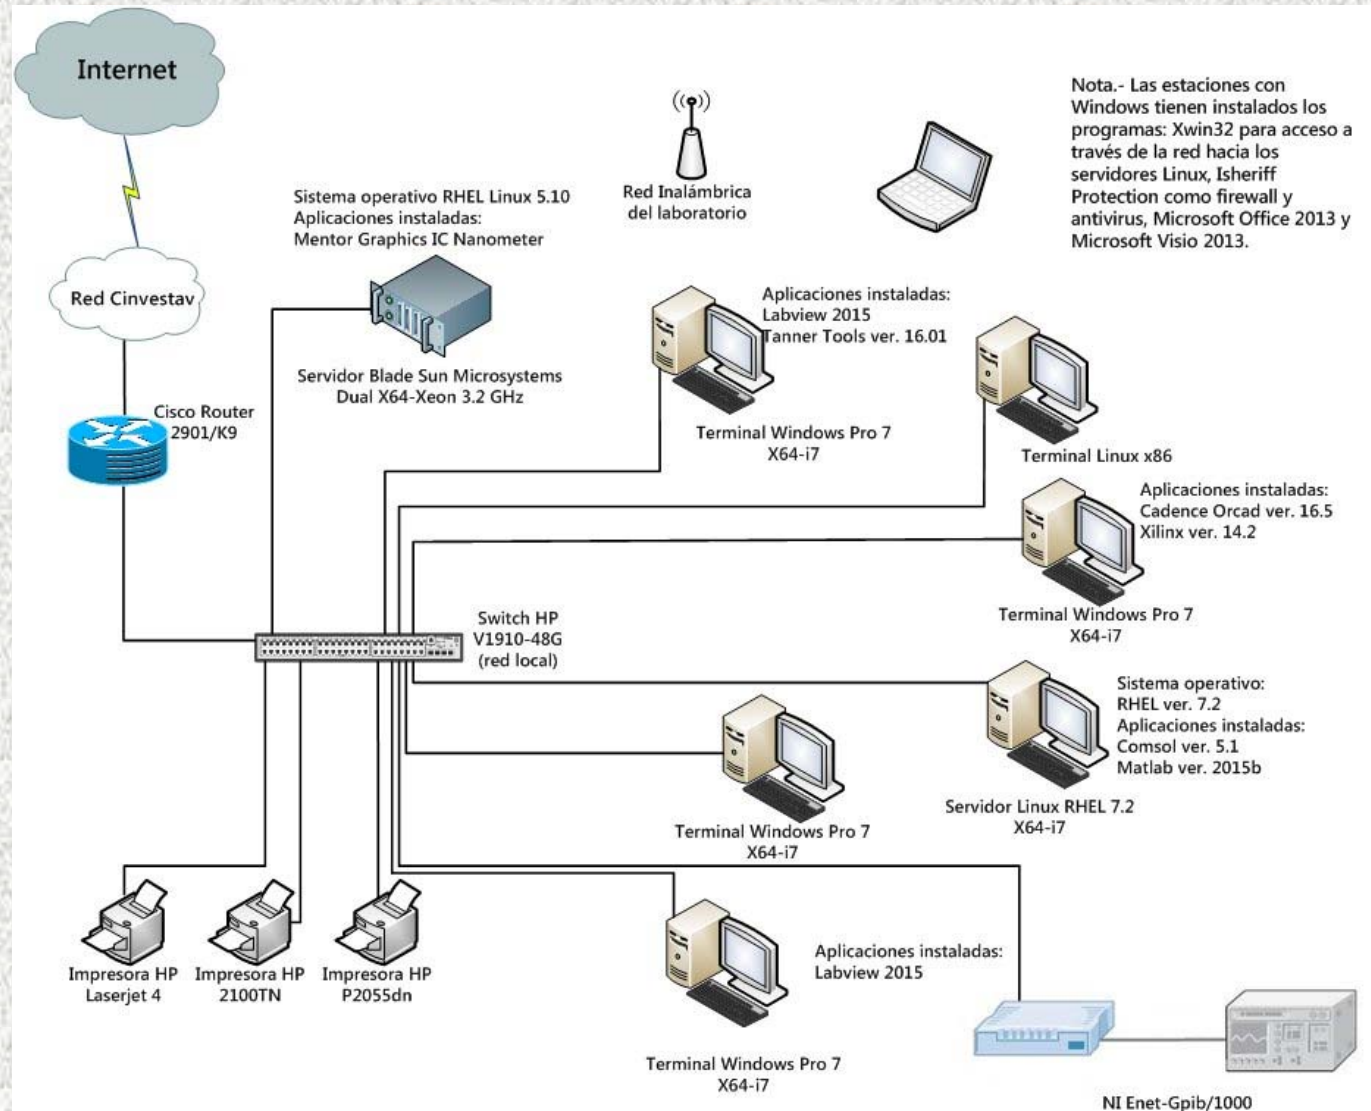 Internet
Nota.- Las estaciones con
Windows tienen instalados los
programas: Xwin32 para acceso a
través de la red hacia los
servidores Linux, Isheriff
Protection como firewall y
antivirus, Microsoft Office 2013 y
Microsoft Visio 2013.
Red Inalámbrica
del laboratorio
Sistema operativo RHEL Linux 5.10
Aplicaciones instaladas:
Mentor Graphics IC Nanometer
Red Cinvestav
Servidor Blade Sun Microsystems
Dual X64-Xeon 3.2 GHz
Aplicaciones instaladas:
Labview 2015
Tanner Tools ver. 16.01
Terminal Windows Pro 7
X64-i7
Cisco Router
2901/K9
Terminal Linux x86
Aplicaciones instaladas:
Cadence Orcad ver. 16.5
Xilinx ver. 14.2
Terminal Windows Pro 7
X64-i7
Switch HP
V1910-48G
(red local)
Sistema operativo:
RHEL ver. 7.2
Aplicaciones instaladas:
Comsol ver. 5.1
Matlab ver. 2015b
Servidor Linux RHEL 7.2
X64-i7
Terminal Windows Pro 7
X64-i7
Impresora HP
Laserjet 4
Impresora HP
2100TN
Impresora HP
P2055dn
Aplicaciones instaladas:
Labview 2015
Terminal Windows Pro 7
X64-i7
NI Enet-Gpib/1000